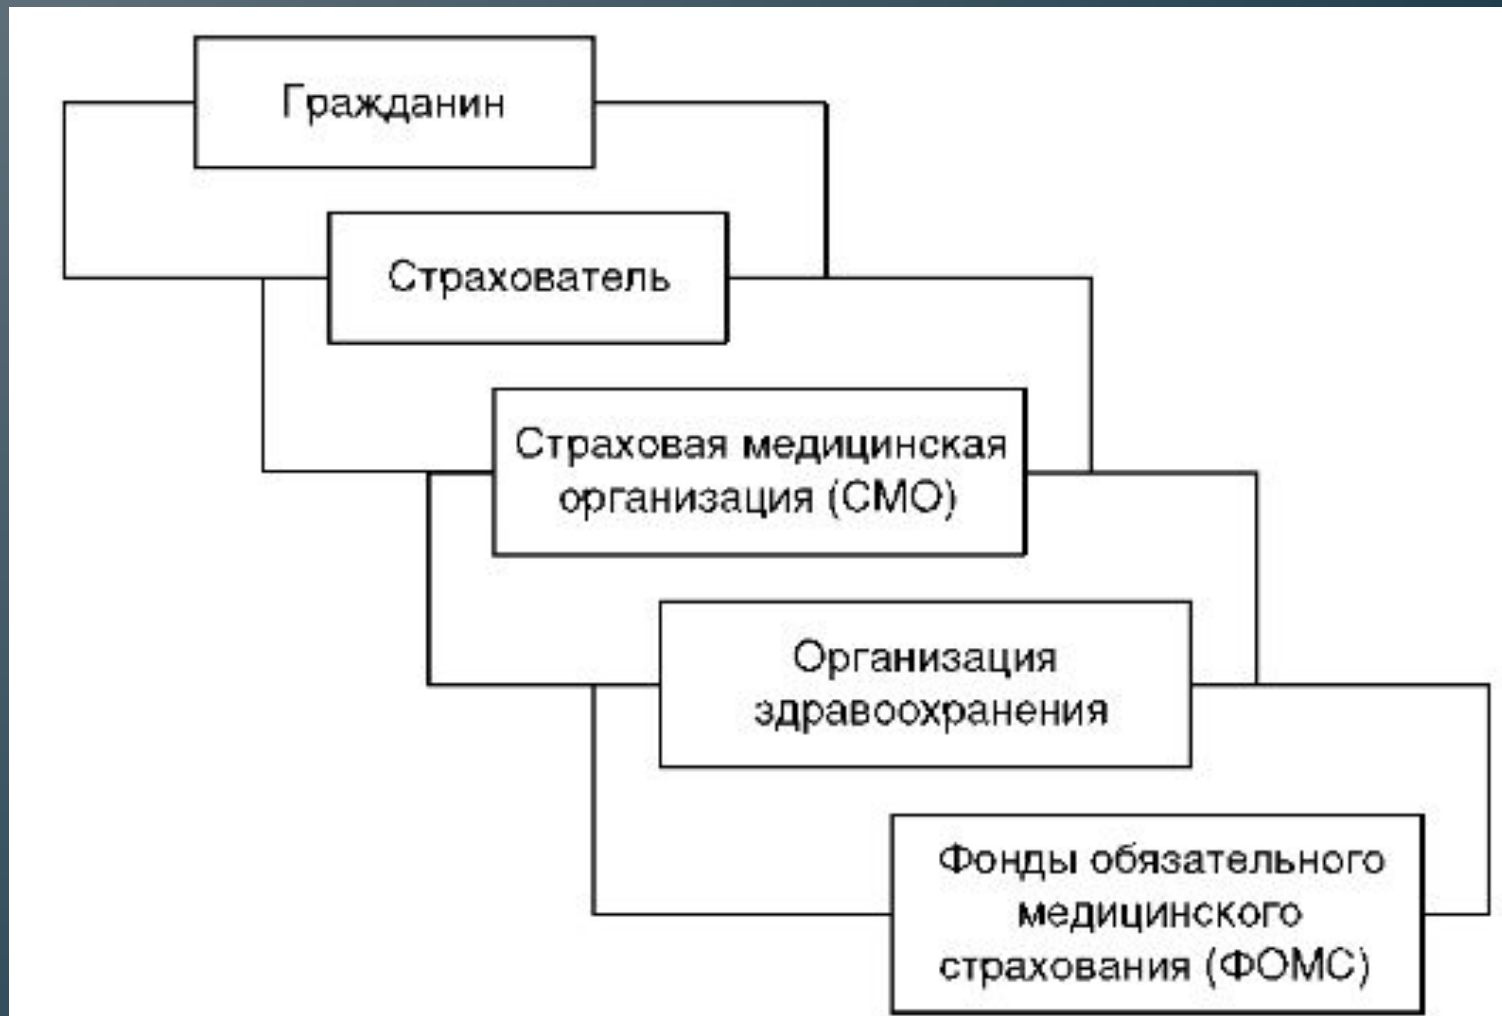 Гражданин
Страхователь
Страховая медицинская
организация (СМО)
Организация
здравоохранения
Фонды обязательного
медицинского
страхования (ФОМС)